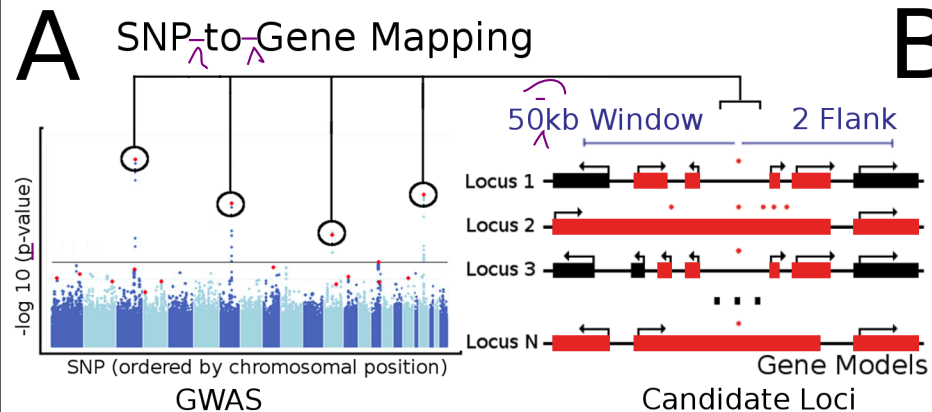 A
SNP-to-Gene Mapping
B
50kb Window
2 Flank
-log 10 (p-value)
Locus 1
Locus 2
Locus 3
Locus N
Gene Models
SNP (ordered by chromosomal position)
GWAS
Candidate Loci